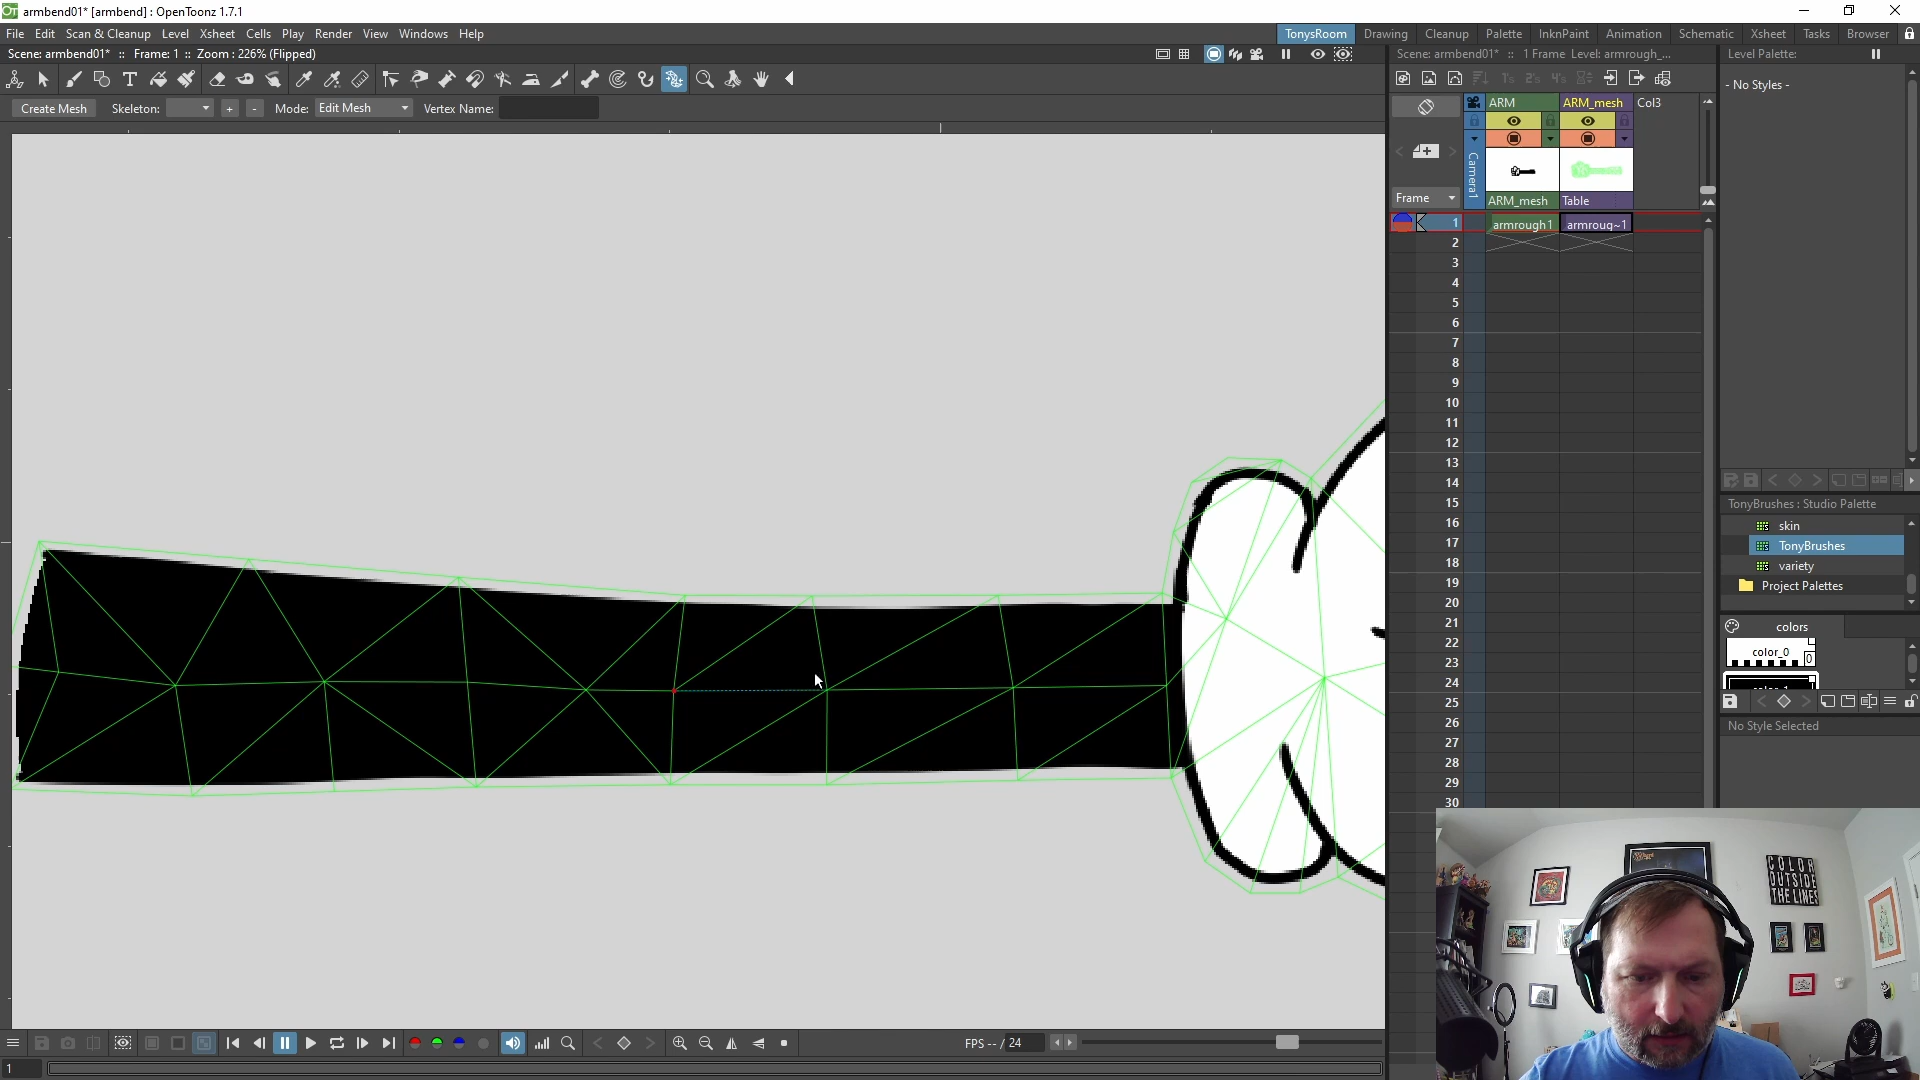 armbend01* [armbend] : OpenToonz 1.7.1
File Edit Scan & Cleanup Level Xsheet Cells Play Render View Windows Help
TonysRoom Drawing Cleanup Palette InknPaint Animation Schematic Xsheet Tasks Browser
Scene: armbend01* :: Frame: 1 :: Zoom : 226% (Flipped)
Scene: armbend01* :: 1 Frame Level: armrough_...
Level Palette:
1's 2's 4's
- No Styles -
Create Mesh Skeleton: + - Mode: Edit Mesh Vertex Name:
ARM ARM_mesh Col3
Camera1
Frame
ARM_mesh Table
1 armrough1 armroug~1
2
3
4
5
6
7
8
9
10
11
12
13
14
15
16
17
18
19
20
21
22
23
24
25
26
27
28
29
30
TonyBrushes : Studio Palette
skin
TonyBrushes
variety
Project Palettes
colors
color_0
0
No Style Selected
COLOR
OUTSIDE
THE LINES
FPS -- / 24
1